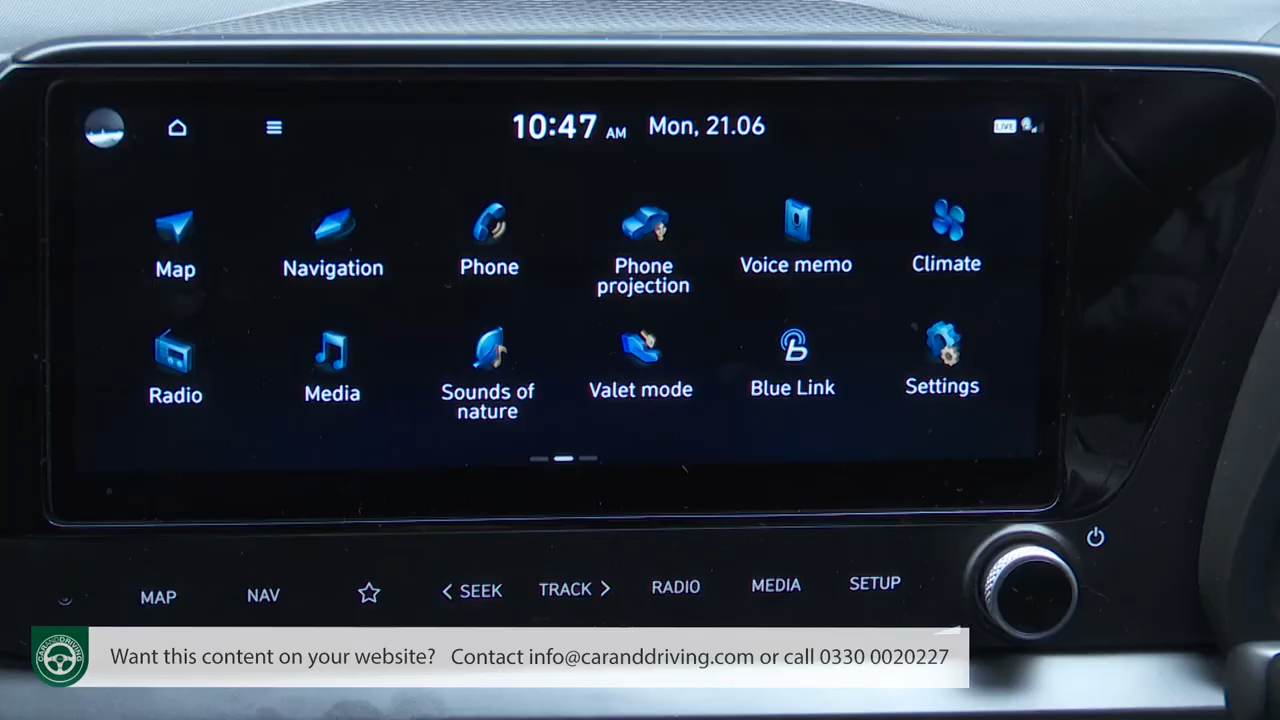 10:47 AM Mon, 21.06
LIVE
Map
Navigation
Phone
Phone
projection
Voice memo
Climate
Radio
Media
Sounds of
nature
Valet mode
Blue Link
Settings
MAP
NAV
< SEEK
TRACK >
RADIO
MEDIA
SETUP
CARANDDRIVING
Want this content on your website? Contact info@caranddriving.com or call 0330 0020227